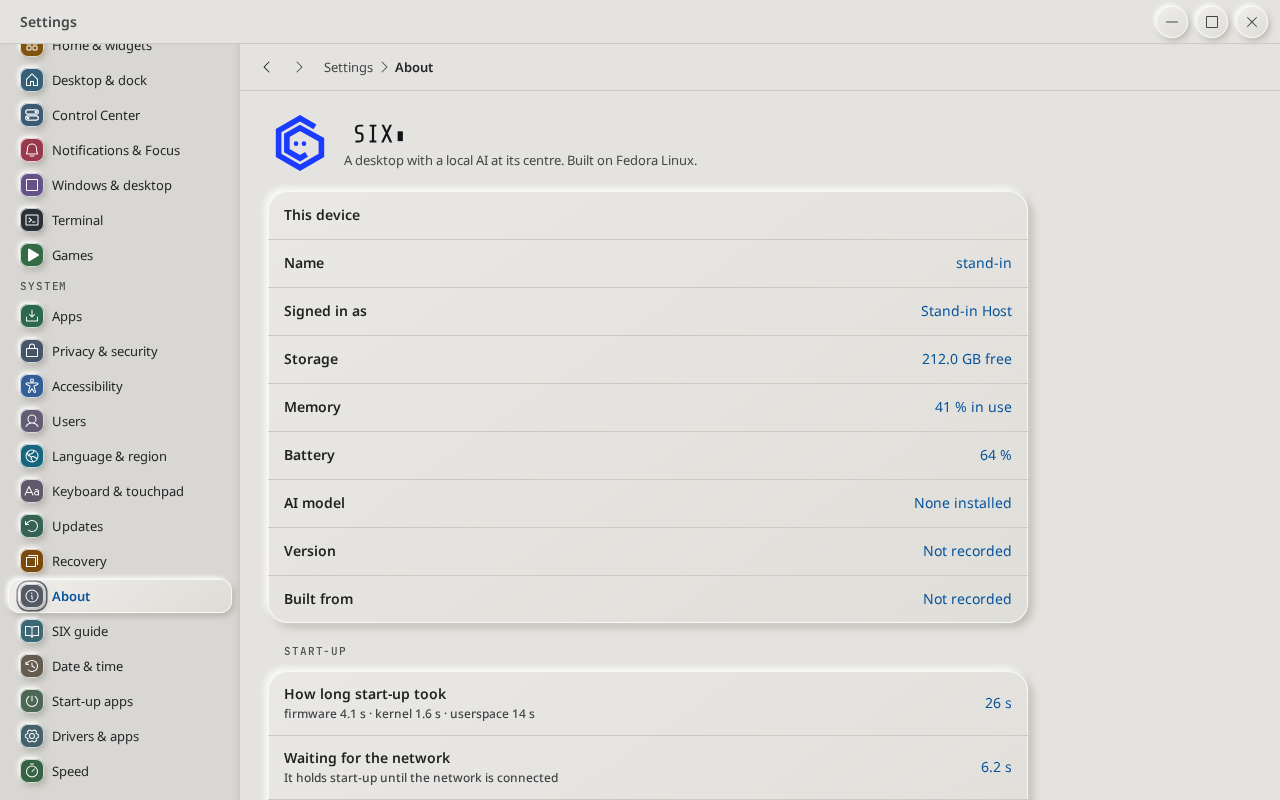 Settings
Home & widgets
Desktop & dock
Control Center
Notifications & Focus
Windows & desktop
Terminal
Games
SYSTEM
Apps
Privacy & security
Accessibility
Users
Language & region
Keyboard & touchpad
Updates
Recovery
About
SIX guide
Date & time
Start-up apps
Drivers & apps
Speed
Settings > About
SIX
A desktop with a local AI at its centre. Built on Fedora Linux.
This device
Name stand-in
Signed in as Stand-in Host
Storage 212.0 GB free
Memory 41 % in use
Battery 64 %
AI model None installed
Version Not recorded
Built from Not recorded
START-UP
How long start-up took 26 s
firmware 4.1 s · kernel 1.6 s · userspace 14 s
Waiting for the network 6.2 s
It holds start-up until the network is connected